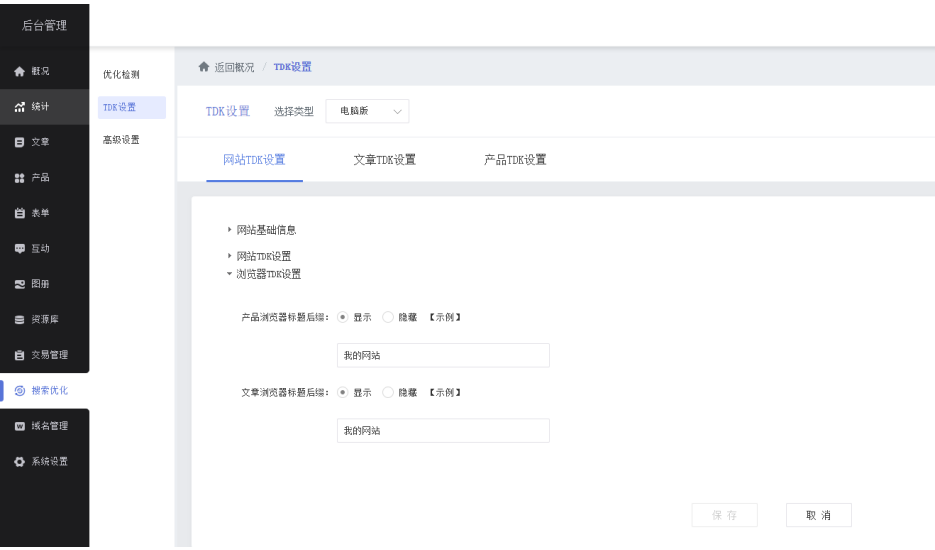 后台管理
返回概况 / TDK设置
概况
统计
文章
产品
表单
互动
图册
资源库
交易管理
搜索优化
域名管理
系统设置
优化检测
TDK设置
高级设置
TDK设置 选择类型 电脑版
网站TDK设置 文章TDK设置 产品TDK设置
网站基础信息
网站TDK设置
浏览器TDK设置
产品浏览器标题后缀: 显示 隐藏 【示例】
我的网站
文章浏览器标题后缀: 显示 隐藏 【示例】
我的网站
保 存 取 消